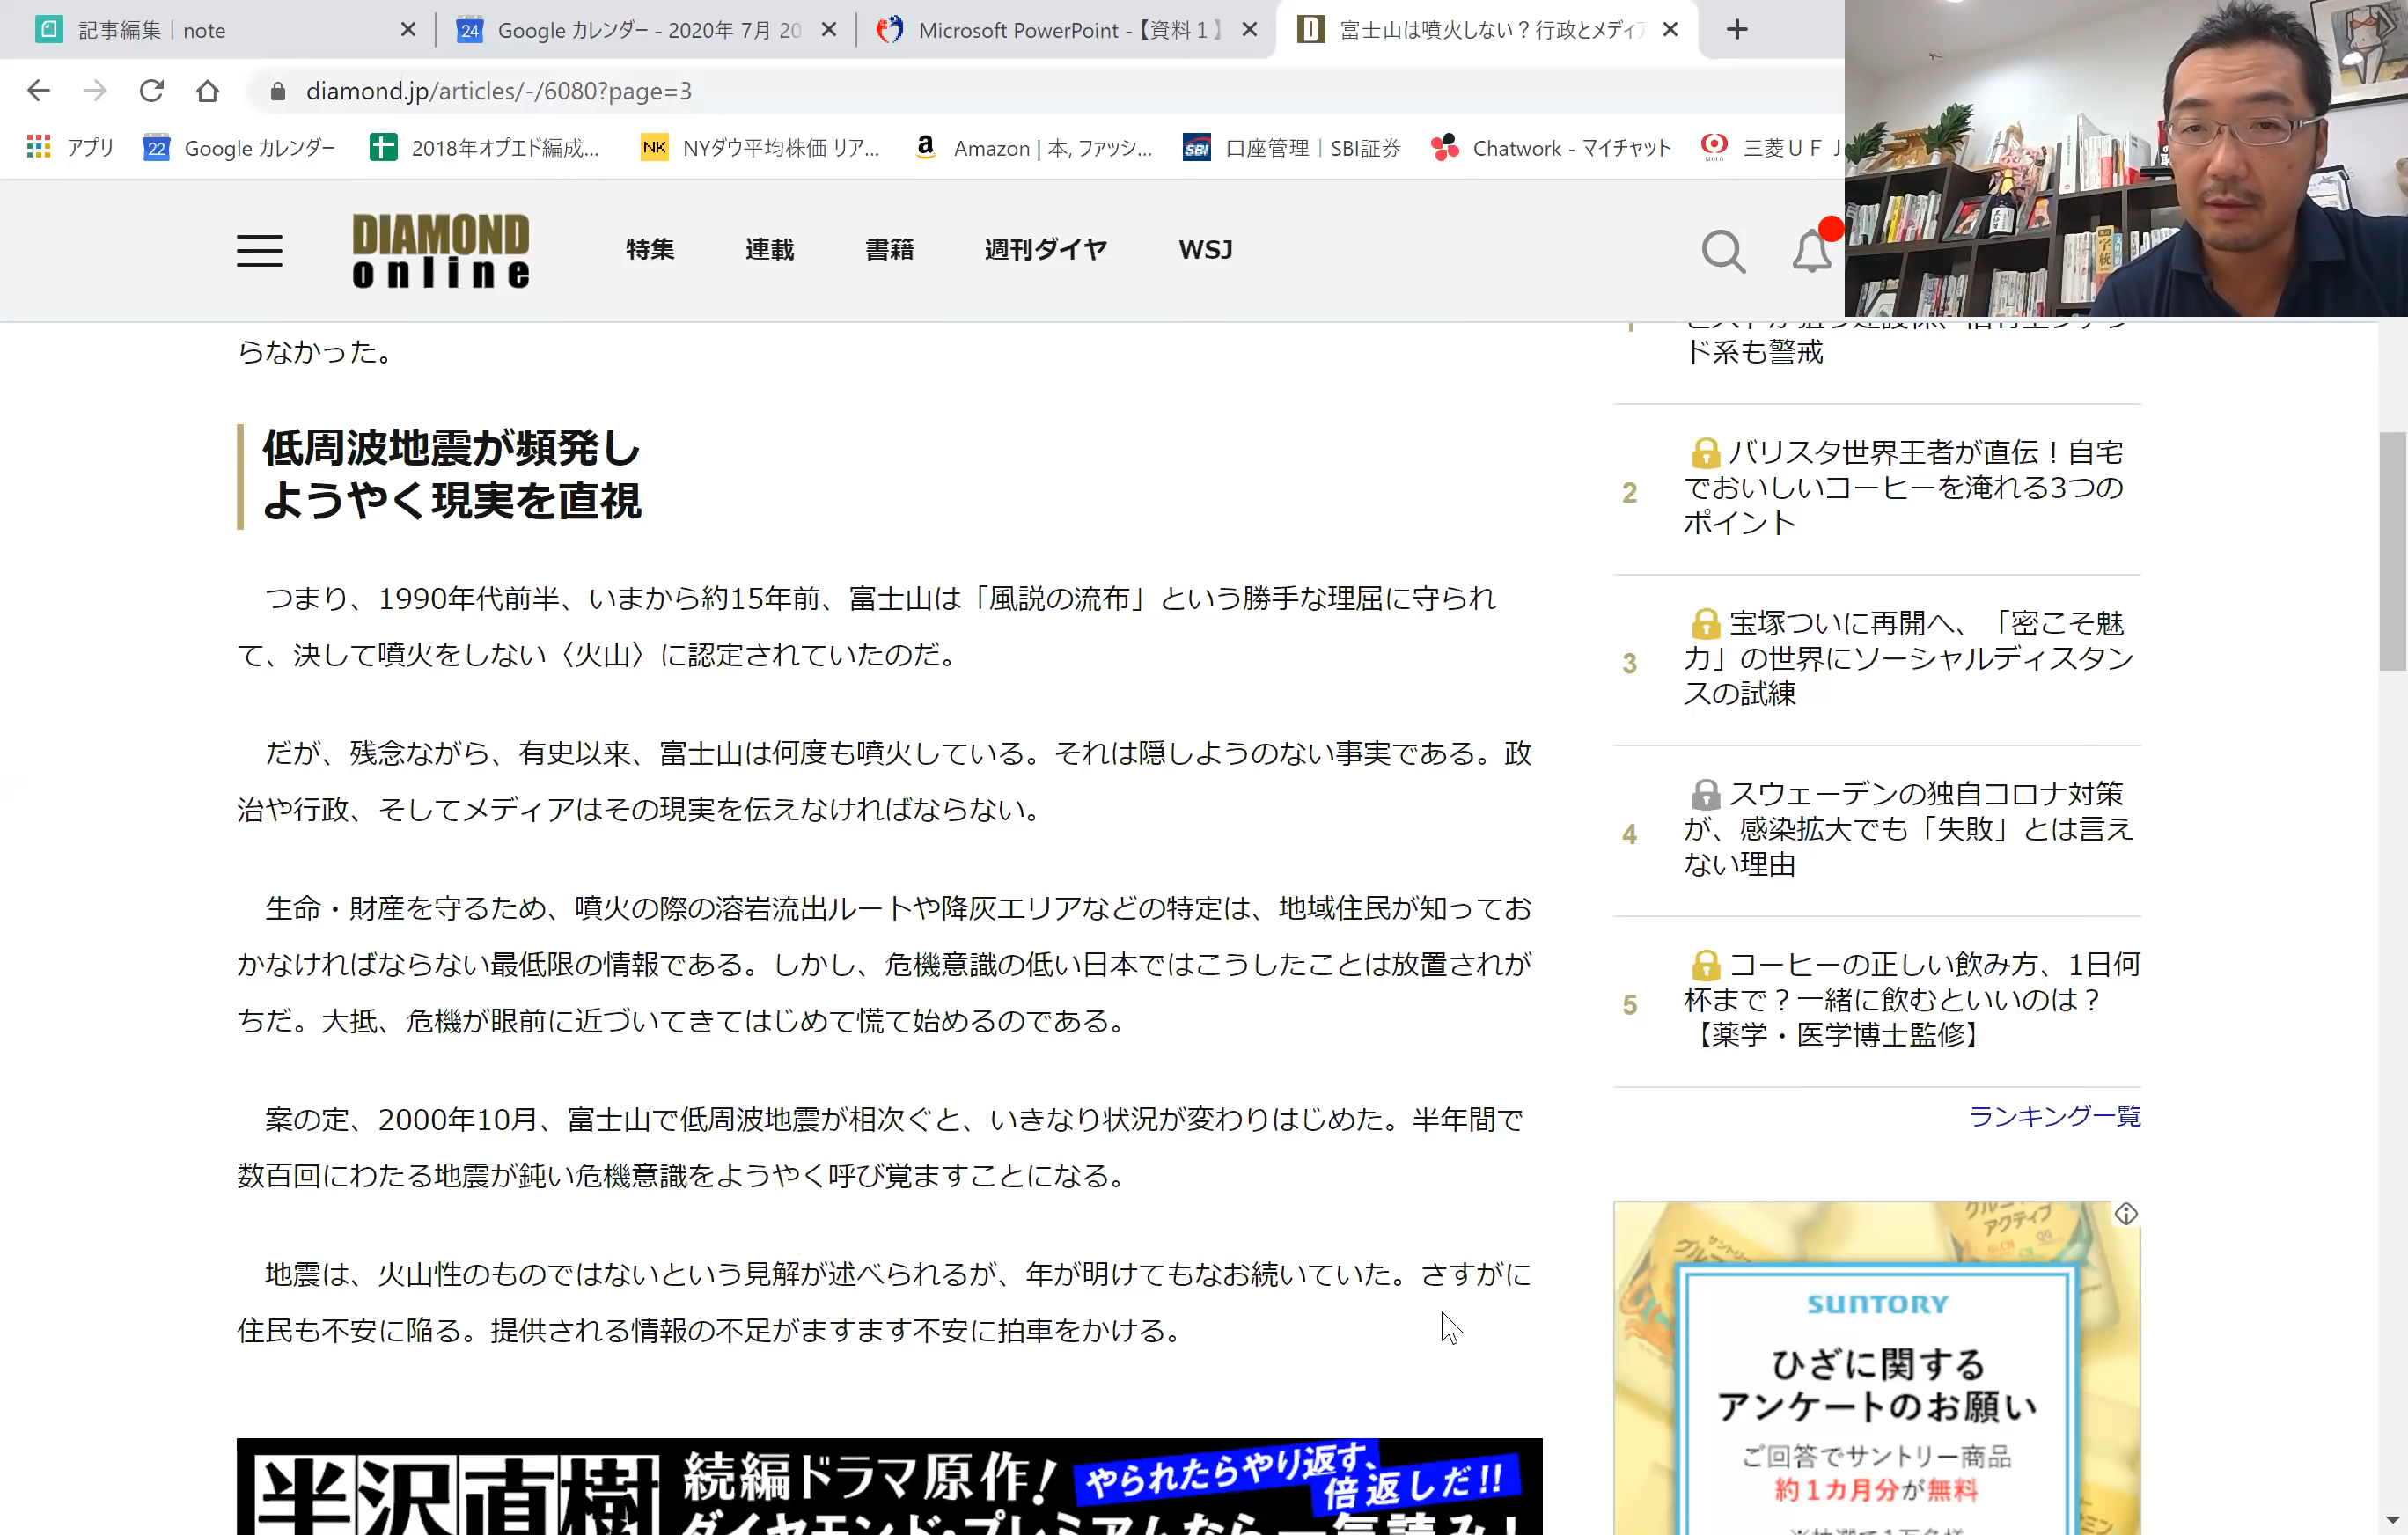 記事編集｜note
Google カレンダー - 2020年 7月 20
Microsoft PowerPoint -【資料１】
富士山は噴火しない？行政とメディ
diamond.jp/articles/-/6080?page=3
アプリ
Google カレンダー
2018年オプエド編成...
NYダウ平均株価 リア...
Amazon | 本, ファッシ...
口座管理｜SBI証券
Chatwork - マイチャット
三菱ＵＦＪ
DIAMOND
online
特集
連載
書籍
週刊ダイヤ
WSJ
らなかった。
低周波地震が頻発し
ようやく現実を直視
つまり、1990年代前半、いまから約15年前、富士山は「風説の流布」という勝手な理屈に守られ
て、決して噴火をしない〈火山〉に認定されていたのだ。
だが、残念ながら、有史以来、富士山は何度も噴火している。それは隠しようのない事実である。政
治や行政、そしてメディアはその現実を伝えなければならない。
生命・財産を守るため、噴火の際の溶岩流出ルートや降灰エリアなどの特定は、地域住民が知ってお
かなければならない最低限の情報である。しかし、危機意識の低い日本ではこうしたことは放置されが
ちだ。大抵、危機が眼前に近づいてきてはじめて慌て始めるのである。
案の定、2000年10月、富士山で低周波地震が相次ぐと、いきなり状況が変わりはじめた。半年間で
数百回にわたる地震が鈍い危機意識をようやく呼び覚ますことになる。
地震は、火山性のものではないという見解が述べられるが、年が明けてもなお続いていた。さすがに
住民も不安に陥る。提供される情報の不足がますます不安に拍車をかける。
半沢直樹
続編ドラマ原作！
やられたらやり返す、
倍返しだ!!
ダイヤモンド・プレミアムなら一気読み！
ド系も警戒
2
バリスタ世界王者が直伝！自宅
でおいしいコーヒーを淹れる3つの
ポイント
3
宝塚ついに再開へ、「密こそ魅
力」の世界にソーシャルディスタン
スの試練
4
スウェーデンの独自コロナ対策
が、感染拡大でも「失敗」とは言え
ない理由
5
コーヒーの正しい飲み方、1日何
杯まで？一緒に飲むといいのは？
【薬学・医学博士監修】
ランキング一覧
SUNTORY
ひざに関する
アンケートのお願い
ご回答でサントリー商品
約１カ月分が無料